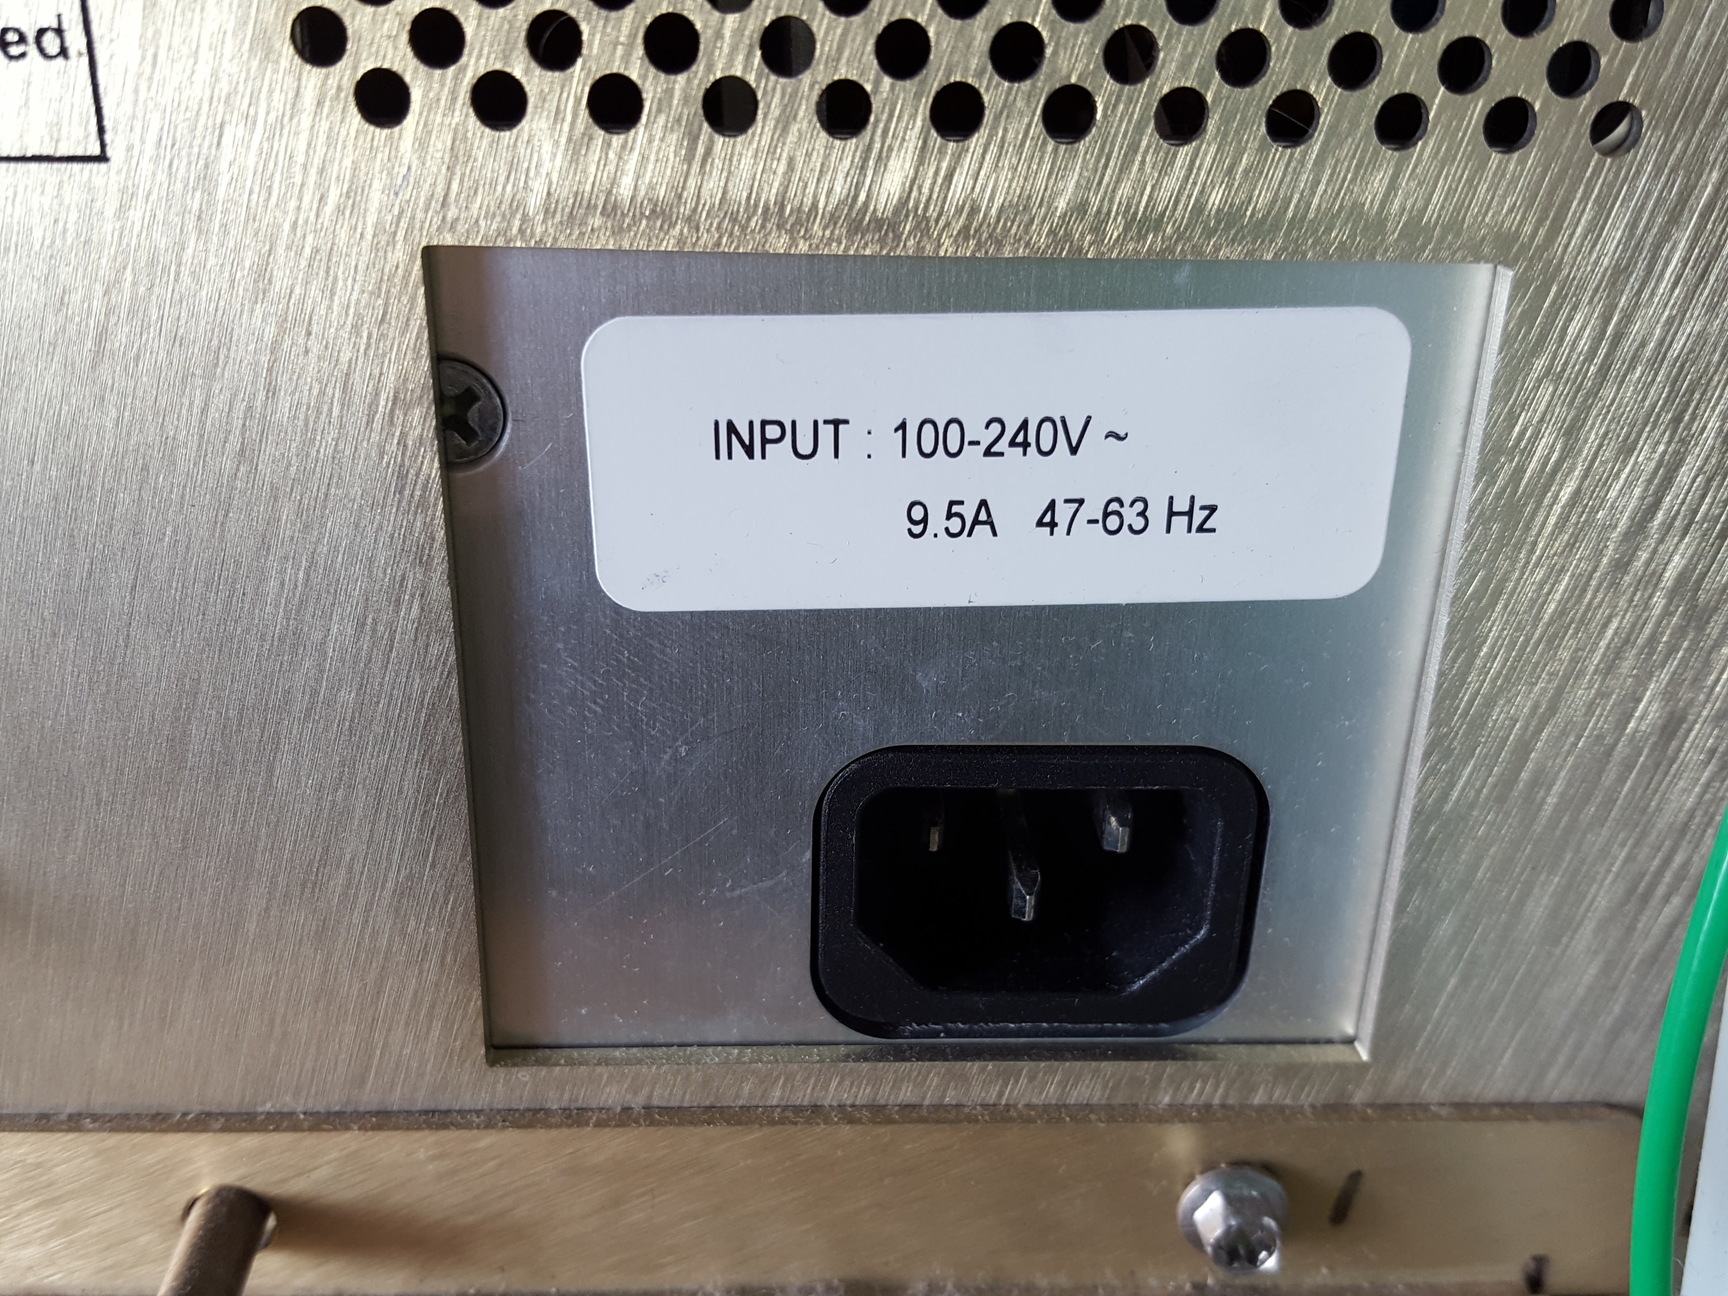 ed
INPUT : 100-240V ~
9.5A 47-63 Hz